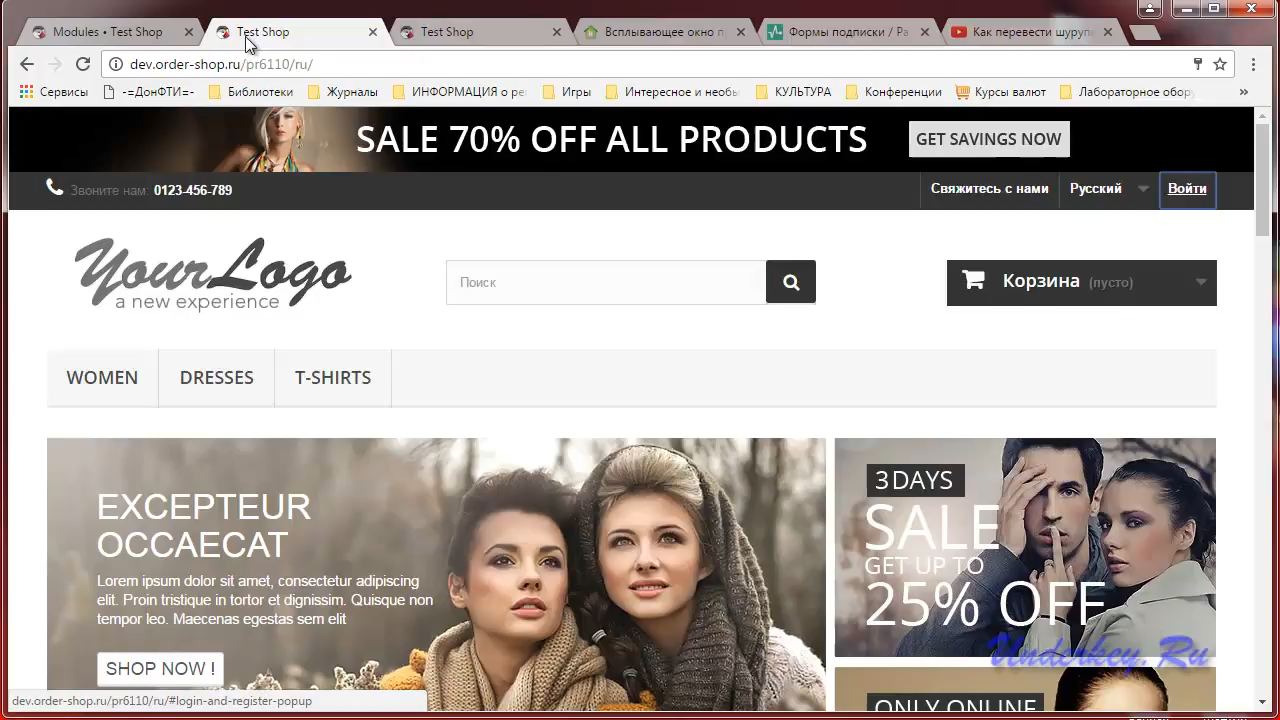 Modules • Test Shop
Test Shop
Test Shop
Всплывающее окно п
Формы подписки / Ра
Как перевести шуруп
dev.order-shop.ru/pr6110/ru/
Сервисы
-=ДонФТИ=-
Библиотеки
Журналы
ИНФОРМАЦИЯ о ре
Игры
Интересное и необы
КУЛЬТУРА
Конференции
Курсы валют
Лабораторное обор
»
SALE 70% OFF ALL PRODUCTS
GET SAVINGS NOW
Звоните нам: 0123-456-789
Свяжитесь с нами
Русский
Войти
YourLogo
a new experience
Поиск
Корзина (пусто)
WOMEN
DRESSES
T-SHIRTS
EXCEPTEUR
OCCAECAT
Lorem ipsum dolor sit amet, consectetur adipiscing
elit. Proin tristique in tortor et dignissim. Quisque non
tempor leo. Maecenas egestas sem elit
SHOP NOW !
3 DAYS
SALE
GET UP TO
25% OFF
Underkey.Ru
ONLY ONLINE
dev.order-shop.ru/pr6110/ru/#login-and-register-popup